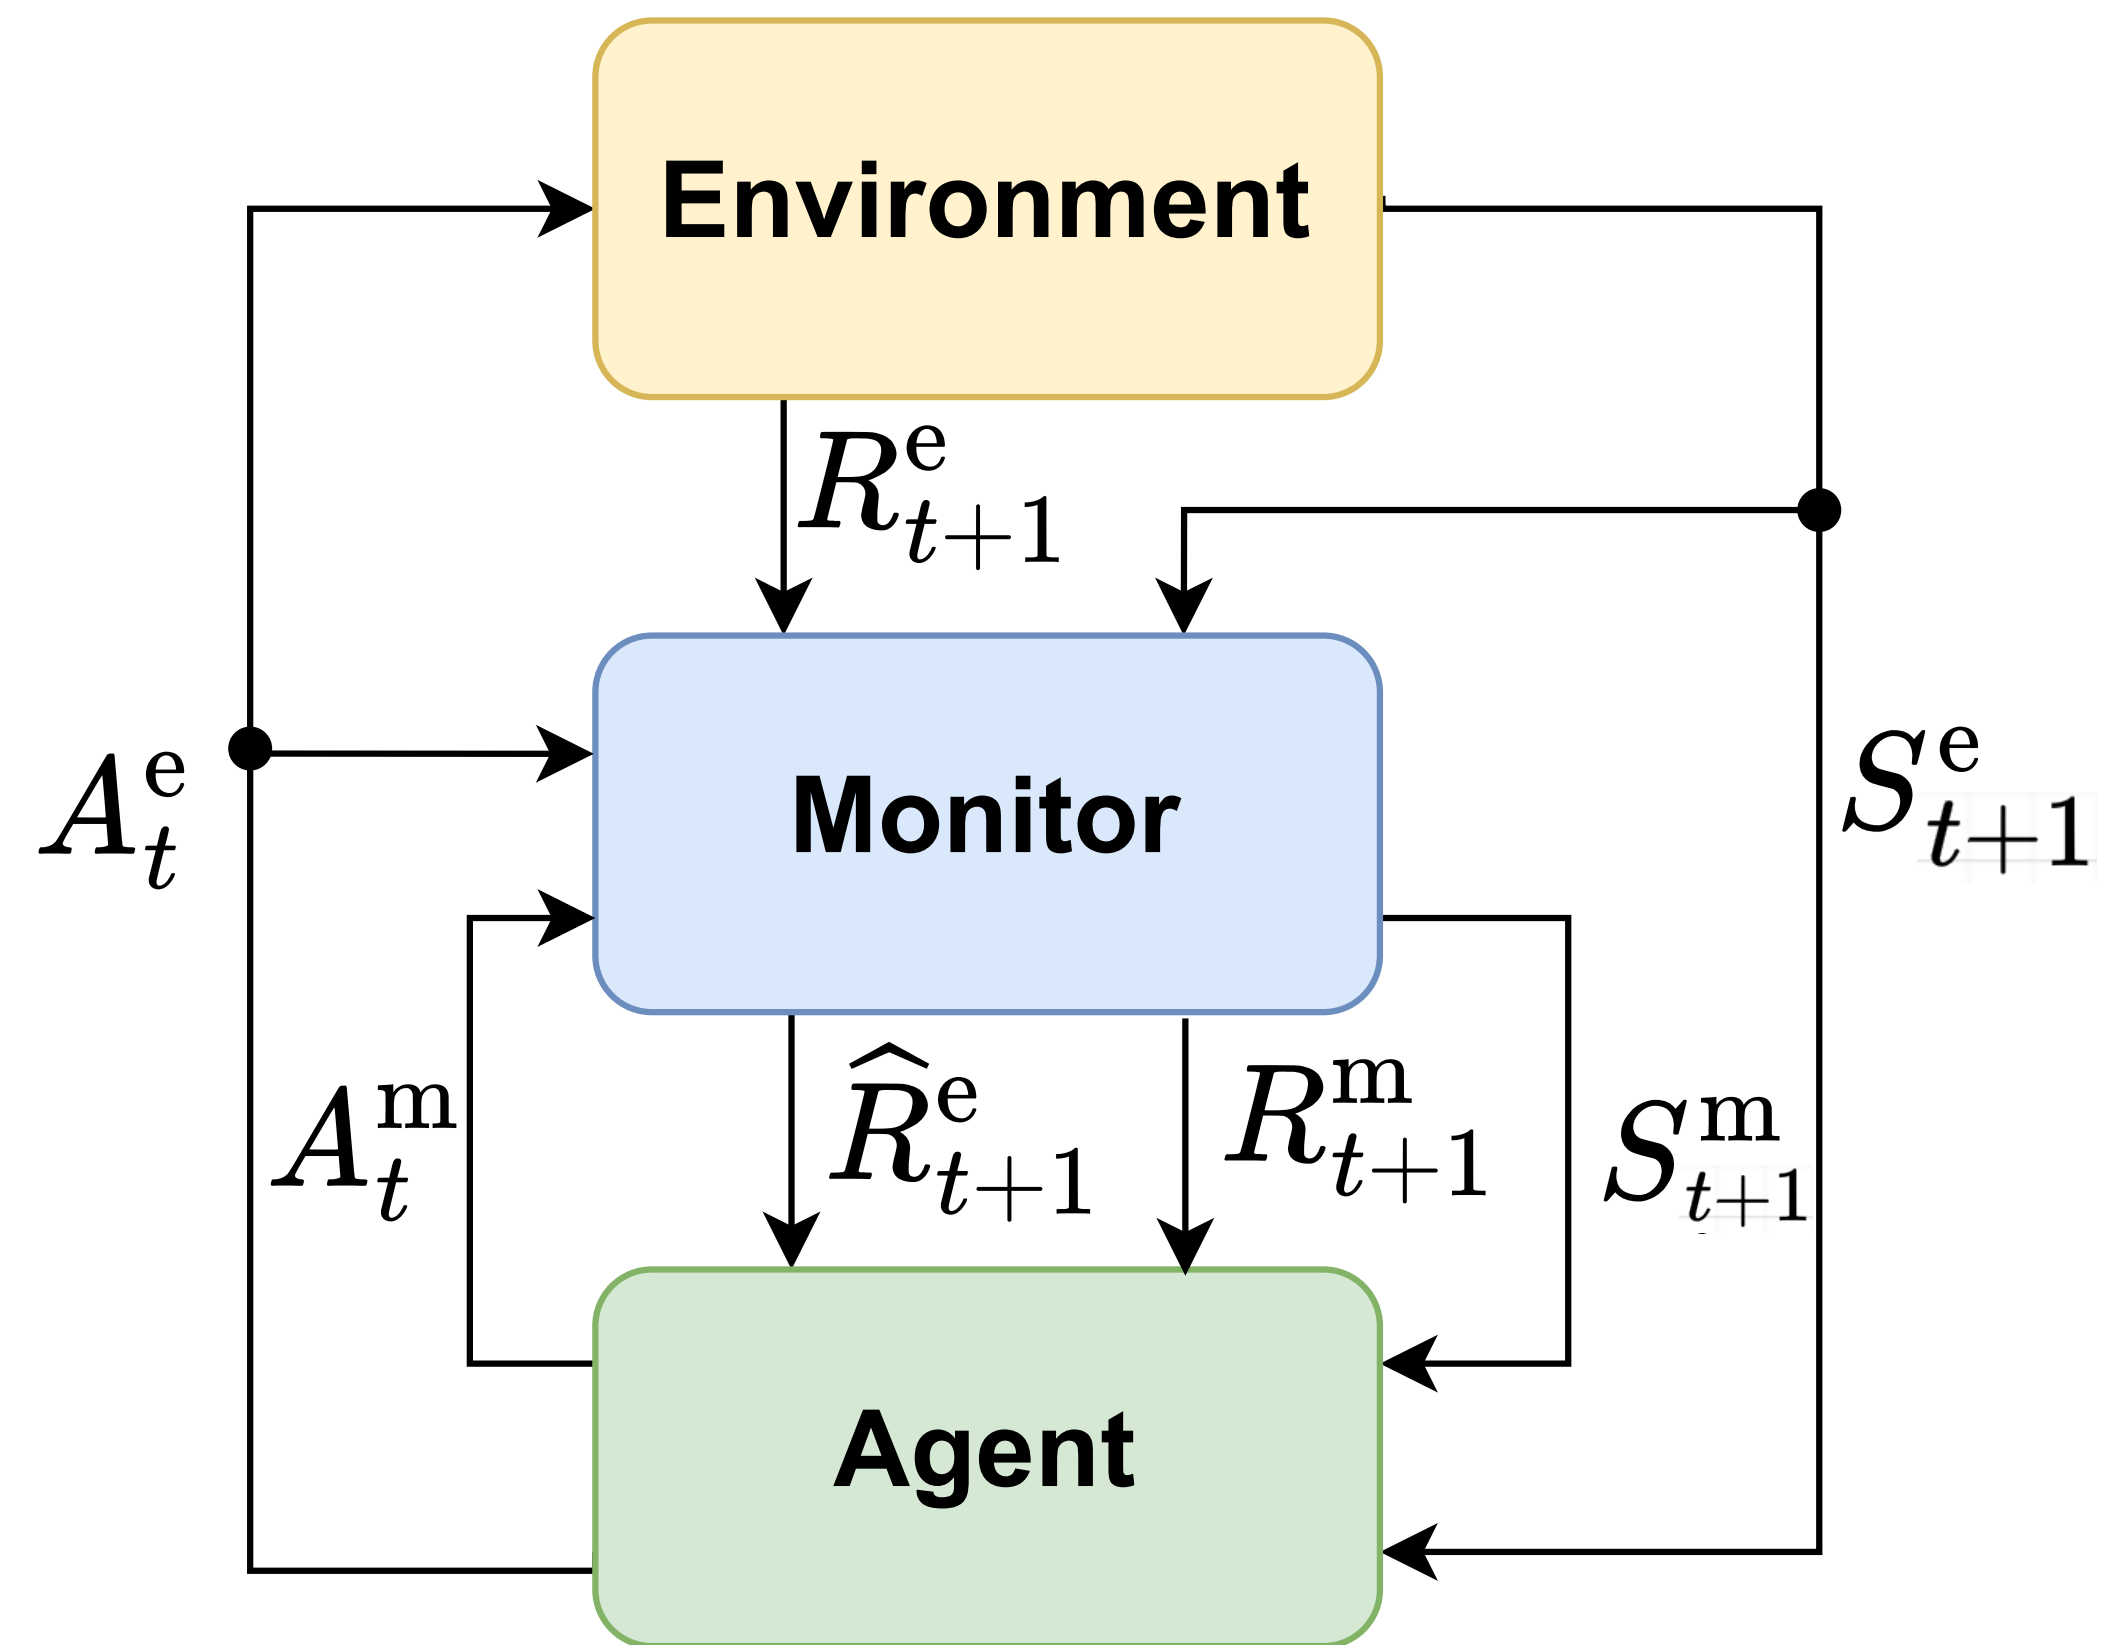 Environment
R^e_{t+1}
Monitor
A^e_t
S^e_{t+1}
A^m_t
\widehat{R}^e_{t+1}
R^m_{t+1}
S^m_{t+1}
Agent